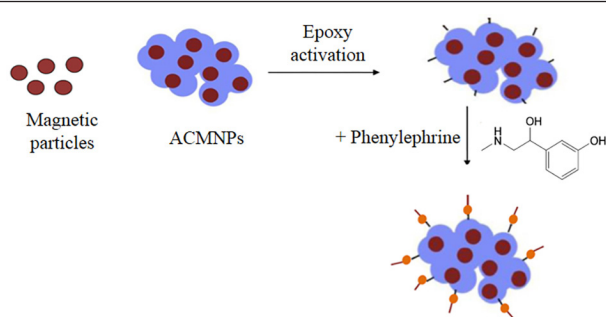 Epoxy
activation
Magnetic
particles
ACMNPs
+ Phenylephrine
OH
H
N
OH